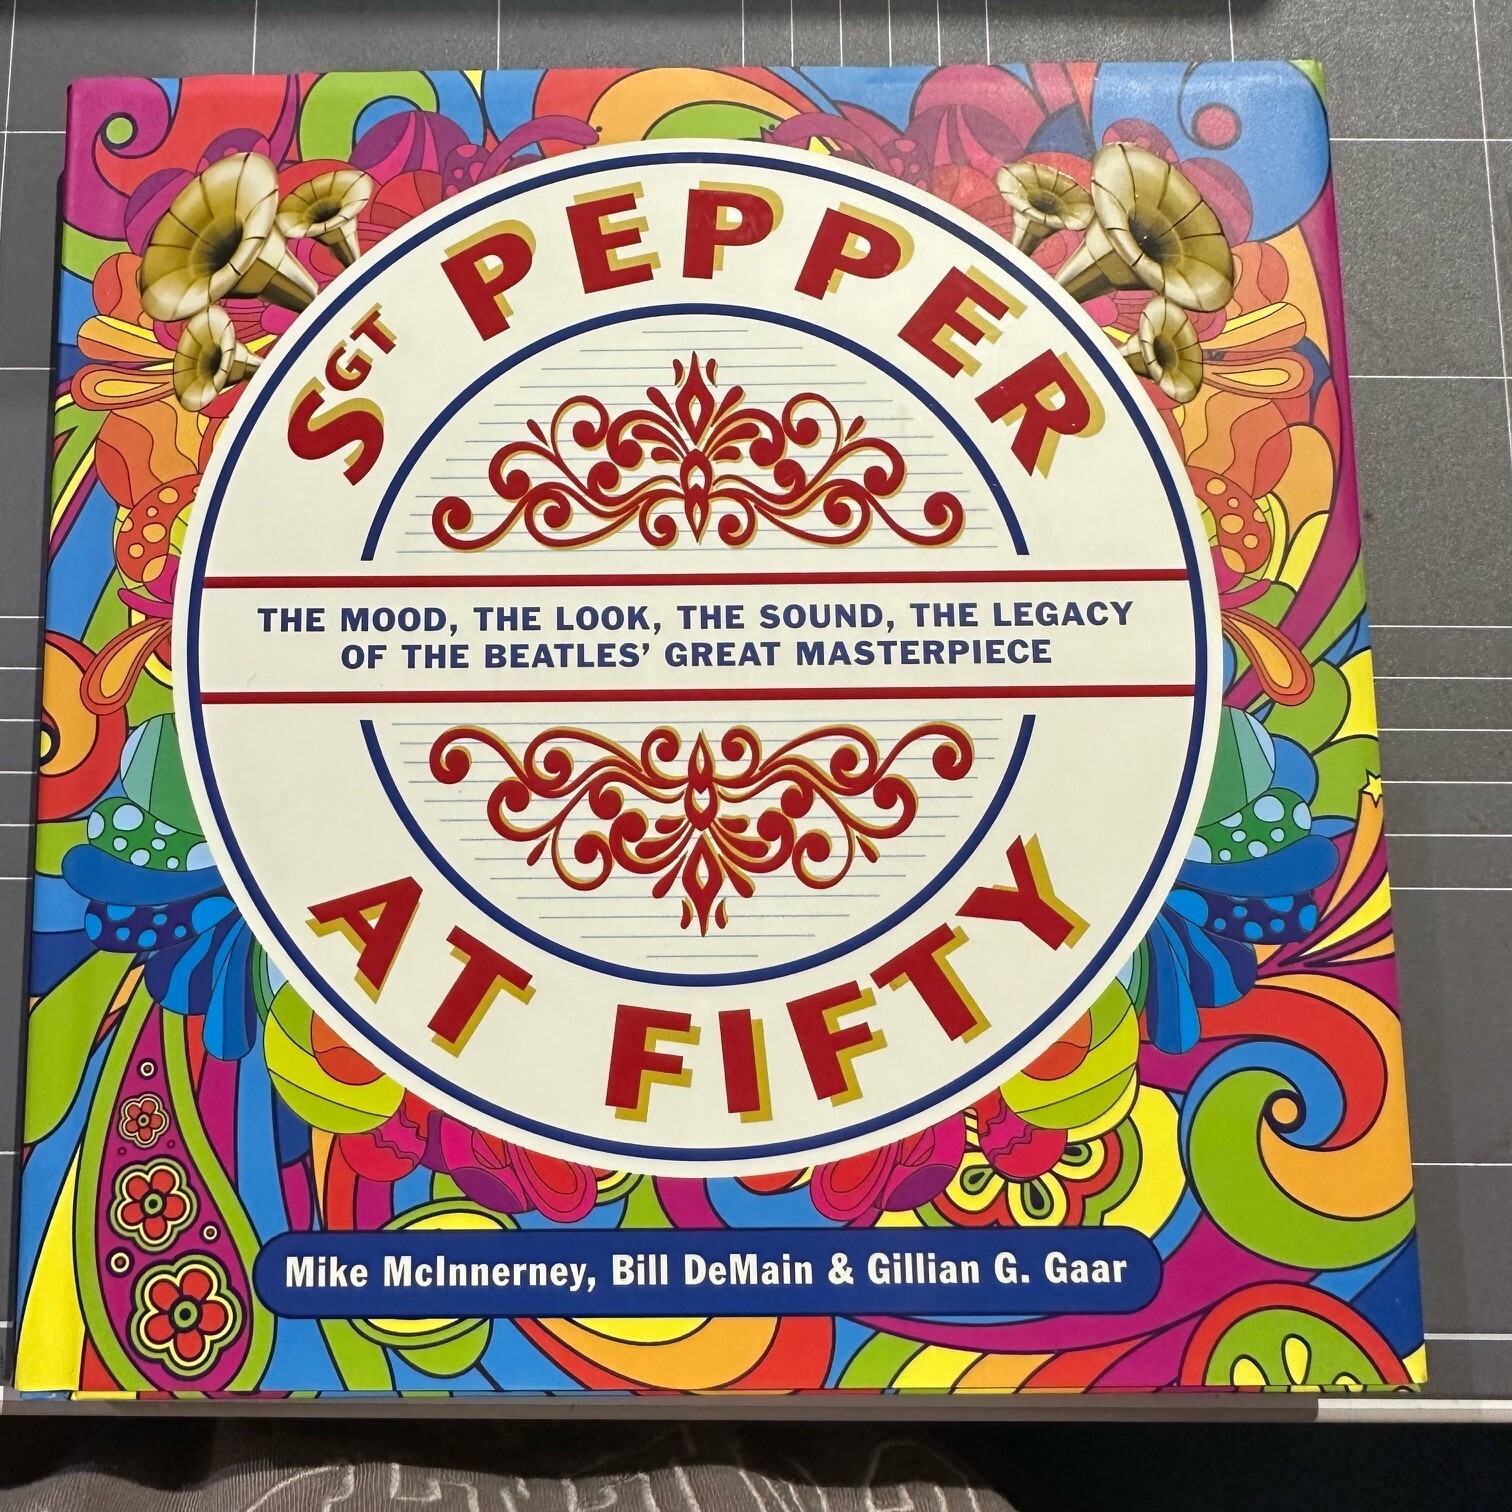 SGT PEPPER
THE MOOD, THE LOOK, THE SOUND, THE LEGACY
OF THE BEATLES' GREAT MASTERPIECE
AT FIFTY
Mike McInnerney, Bill DeMain & Gillian G. Gaar